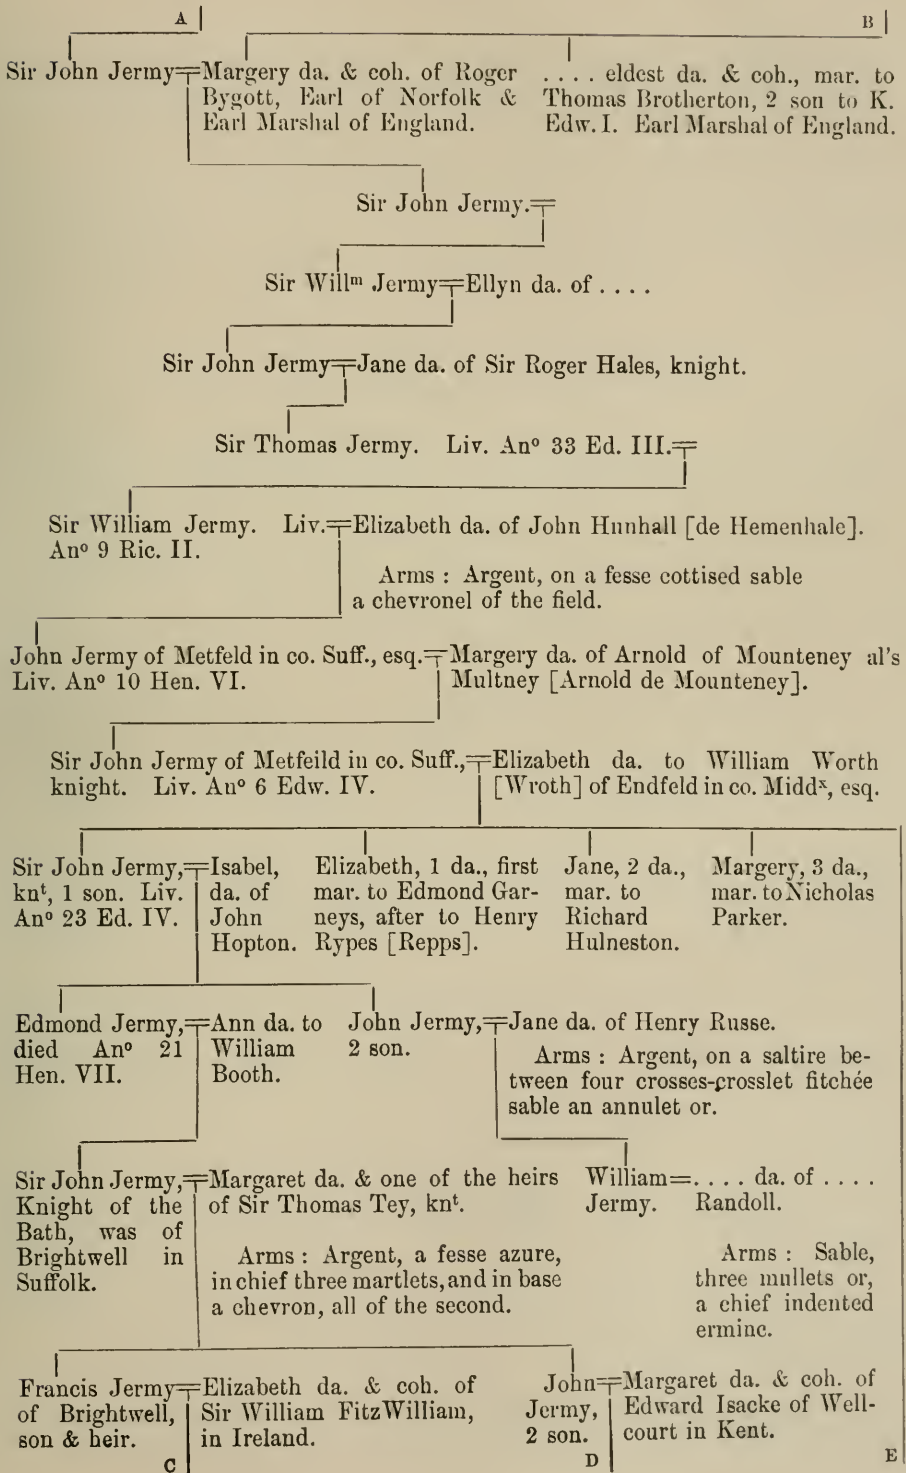 A B
Sir John Jermy=Margery da. & coh. of Roger
Bygott, Earl of Norfolk &
Earl Marshal of England.
. . . . eldest da. & coh., mar. to
Thomas Brotherton, 2 son to K.
Edw. I. Earl Marshal of England.
Sir John Jermy.=
Sir Willᵐ Jermy=Ellyn da. of . . . .
Sir John Jermy=Jane da. of Sir Roger Hales, knight.
Sir Thomas Jermy. Liv. Anº 33 Ed. III.=
Sir William Jermy. Liv.=Elizabeth da. of John Hunhall [de Hemenhale].
Anº 9 Ric. II.
Arms : Argent, on a fesse cottised sable
a chevronel of the field.
John Jermy of Metfeld in co. Suff., esq.=Margery da. of Arnold of Mounteney al's
Liv. Anº 10 Hen. VI. Multney [Arnold de Mounteney].
Sir John Jermy of Metfeild in co. Suff.,=Elizabeth da. to William Worth
knight. Liv. Anº 6 Edw. IV. [Wroth] of Endfeld in co. Middˣ, esq.
Sir John Jermy,=
knᵗ, 1 son. Liv.
Anº 23 Ed. IV.
Isabel,
da. of
John
Hopton.
Elizabeth, 1 da., first
mar. to Edmond Gar-
neys, after to Henry
Rypes [Repps].
Jane, 2 da.,
mar. to
Richard
Hulneston.
Margery, 3 da.,
mar. to Nicholas
Parker.
Edmond Jermy,=
died Anº 21
Hen. VII.
Ann da. to
William
Booth.
John Jermy,=
2 son.
Jane da. of Henry Russe.
Arms : Argent, on a saltire be-
tween four crosses-crosslet fitchée
sable an annulet or.
Sir John Jermy,=
Knight of the
Bath, was of
Brightwell in
Suffolk.
Margaret da. & one of the heirs
of Sir Thomas Tey, knᵗ.
Arms : Argent, a fesse azure,
in chief three martlets, and in base
a chevron, all of the second.
William=. . . . da. of . . . .
Jermy. Randoll.
Arms : Sable,
three mullets or,
a chief indented
ermine.
Francis Jermy=
of Brightwell,
son & heir.
Elizabeth da. & coh. of
Sir William FitzWilliam,
in Ireland.
John=
Jermy,
2 son.
Margaret da. & coh. of
Edward Isacke of Well-
court in Kent.
C D E